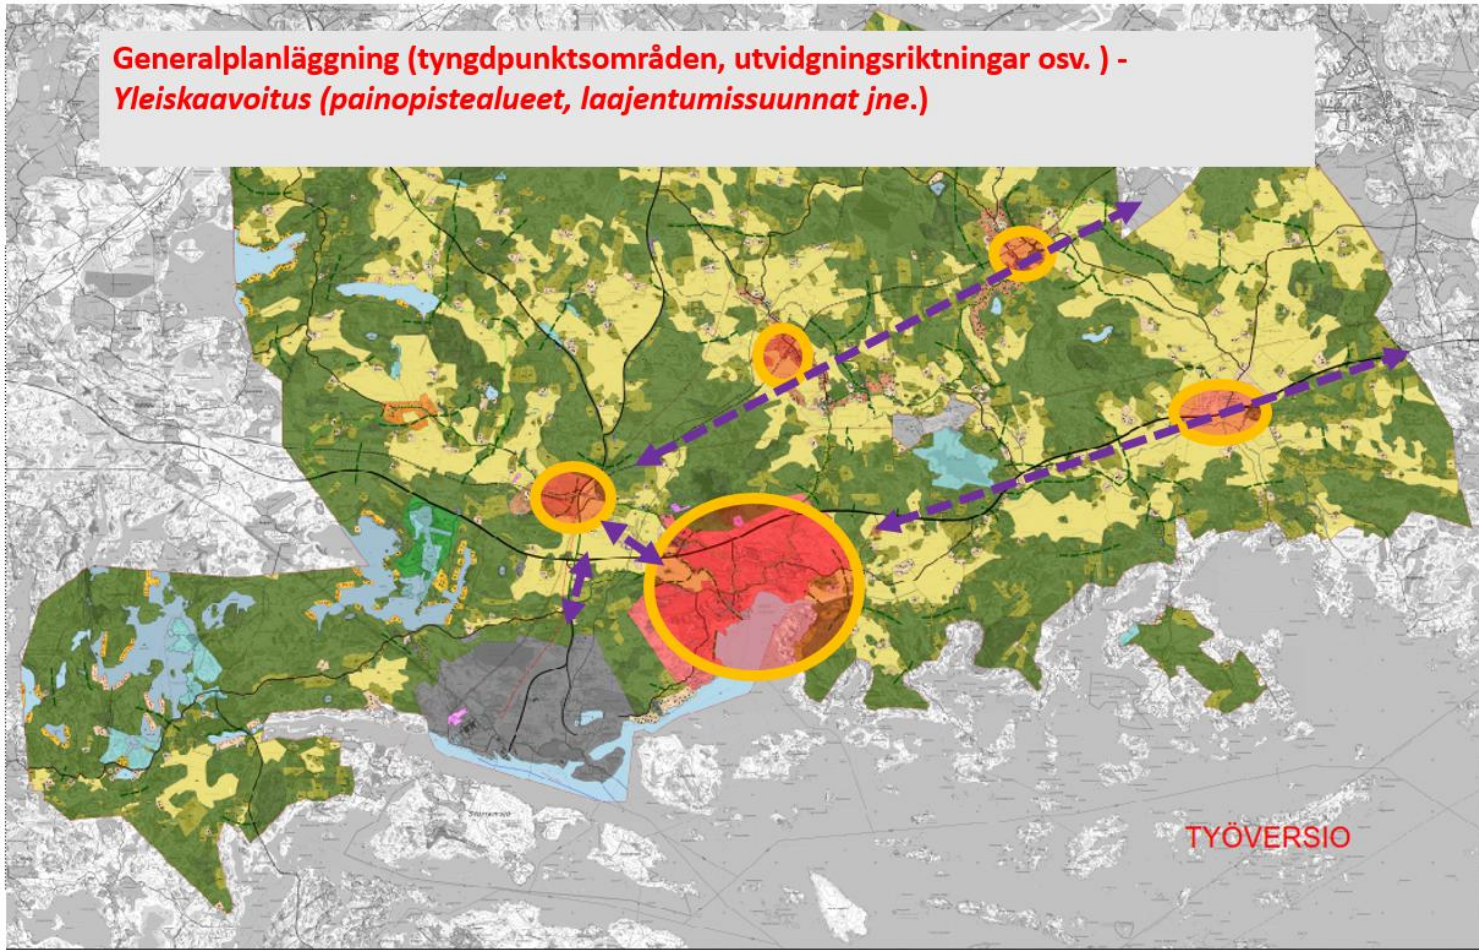 Generalplanläggning (tyngdpunktsområden, utvidgningsriktningar osv. ) -
Yleiskaavoitus (painopistealueet, laajentumissuunnat jne.)
TYÖVERSIO